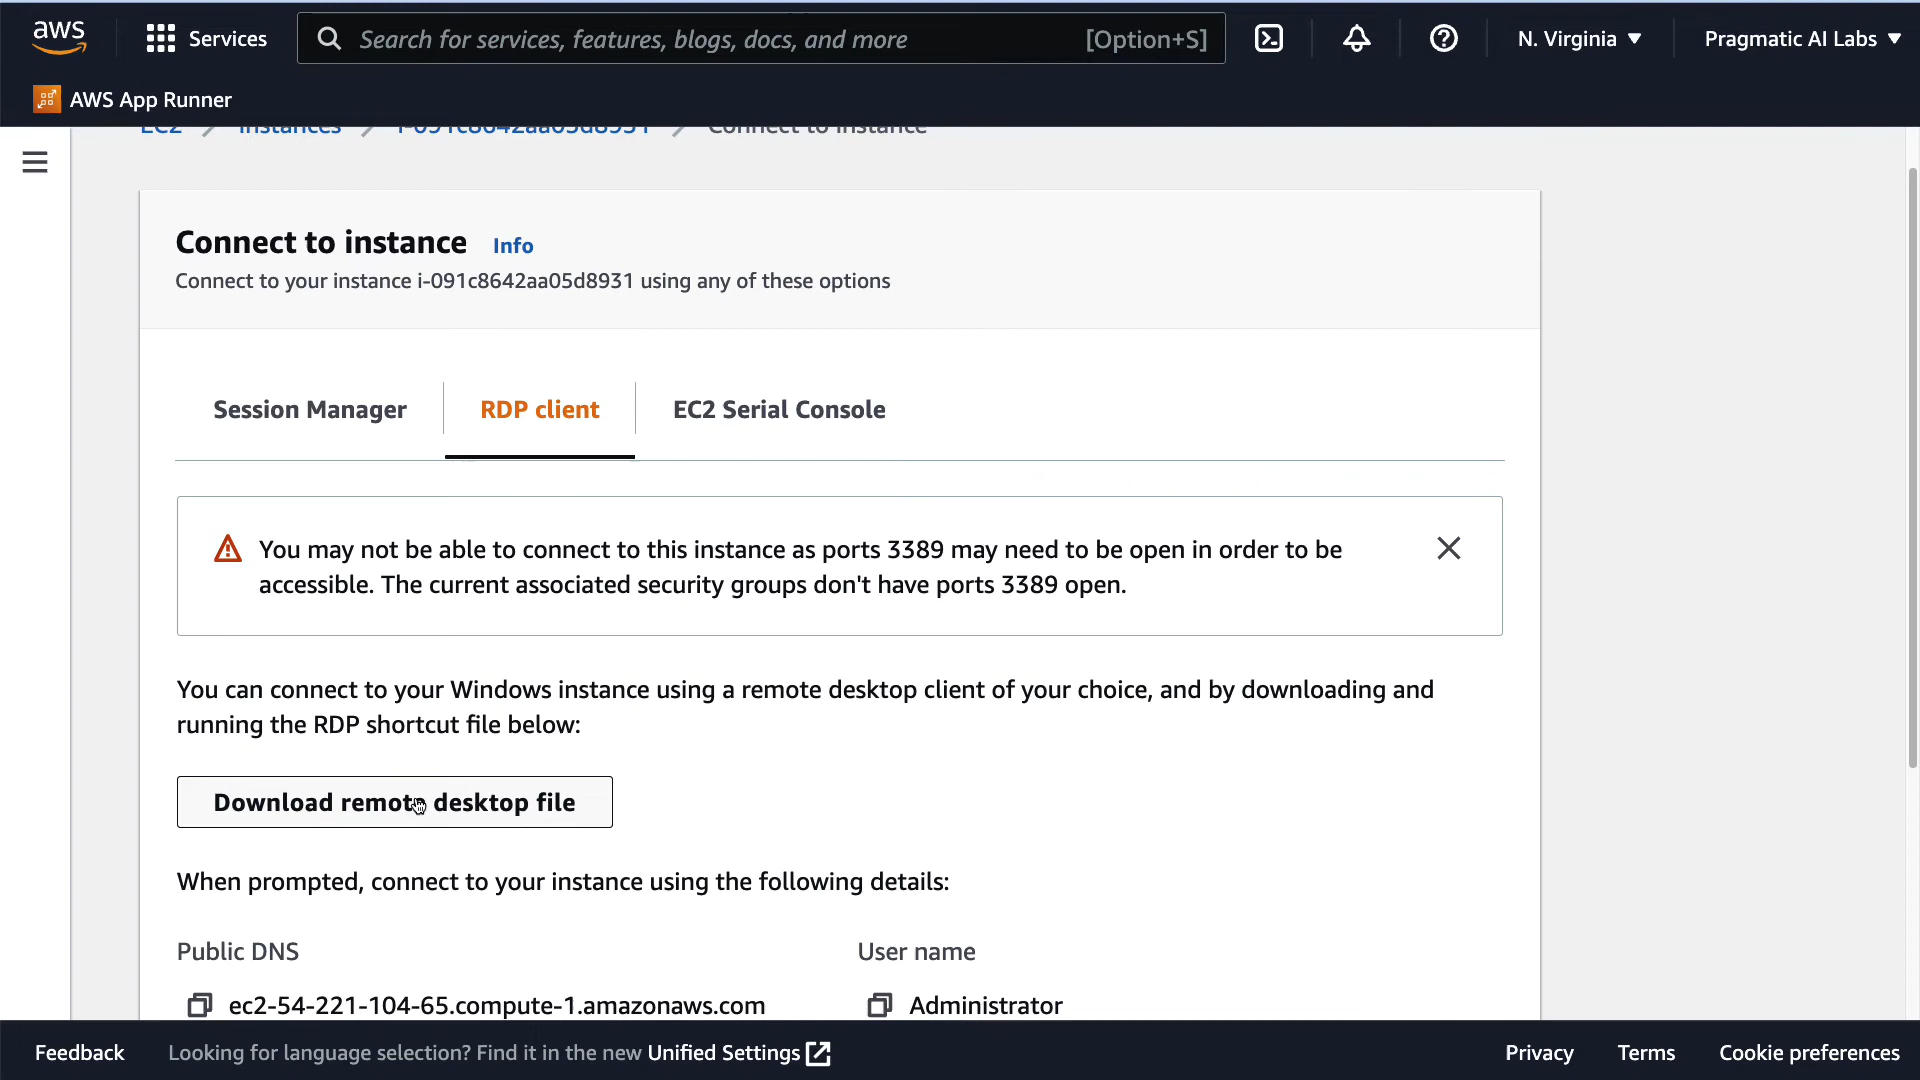 aws
Services
Search for services, features, blogs, docs, and more
[Option+S]
N. Virginia
Pragmatic AI Labs
AWS App Runner
EC2
Instances
i-091c8642aa05d8931
Connect to instance
Connect to instance
Info
Connect to your instance i-091c8642aa05d8931 using any of these options
Session Manager
RDP client
EC2 Serial Console
You may not be able to connect to this instance as ports 3389 may need to be open in order to be
accessible. The current associated security groups don't have ports 3389 open.
You can connect to your Windows instance using a remote desktop client of your choice, and by downloading and
running the RDP shortcut file below:
Download remote desktop file
When prompted, connect to your instance using the following details:
Public DNS
User name
ec2-54-221-104-65.compute-1.amazonaws.com
Administrator
Feedback
Looking for language selection? Find it in the new Unified Settings
Privacy
Terms
Cookie preferences